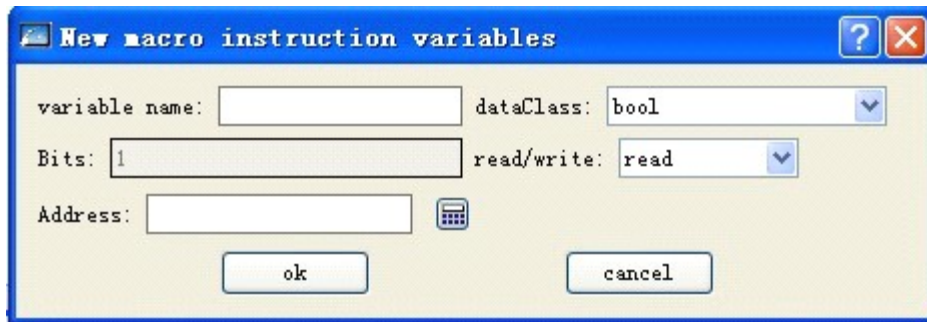 New macro instruction variables
variable name: dataClass: bool
Bits: 1 read/write: read
Address:
ok cancel